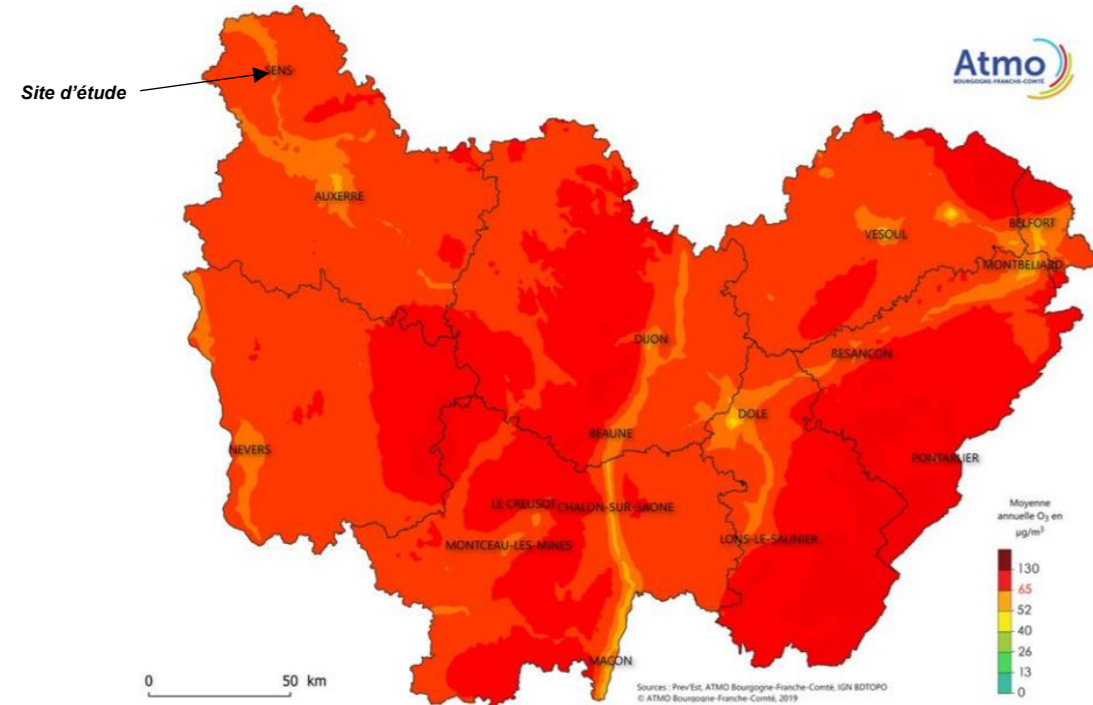 Atmo
BOURGOGNE-FRANCHE-COMTÉ
SENS
Site d'étude
AUXERRE
BELFORT
VESOUL
MONTBELIARD
DIJON
BESANCON
DOLE
BEAUNE
NEVERS
PONTARLIER
LE CREUSOT
CHALON-SUR-SAONE
MONTCEAU-LES-MINES
LONS-LE-SAUNIER
Moyenne
annuelle O₃ en
µg/m³
130
65
52
40
26
13
0
MACON
0 50 km
Sources : Prev'Est, ATMO Bourgogne-Franche-Comté, IGN BDTOPO
© ATMO Bourgogne-Franche-Comté, 2019